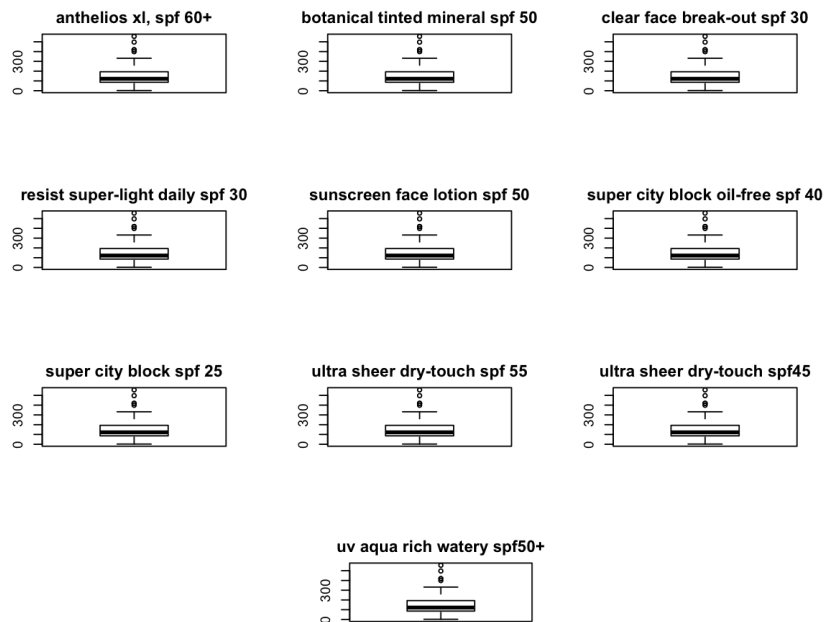 anthelios xl, spf 60+
botanical tinted mineral spf 50
clear face break-out spf 30
300
0
300
0
300
0
resist super-light daily spf 30
sunscreen face lotion spf 50
super city block oil-free spf 40
300
0
300
0
300
0
super city block spf 25
ultra sheer dry-touch spf 55
ultra sheer dry-touch spf45
300
0
300
0
300
0
uv aqua rich watery spf50+
300
0